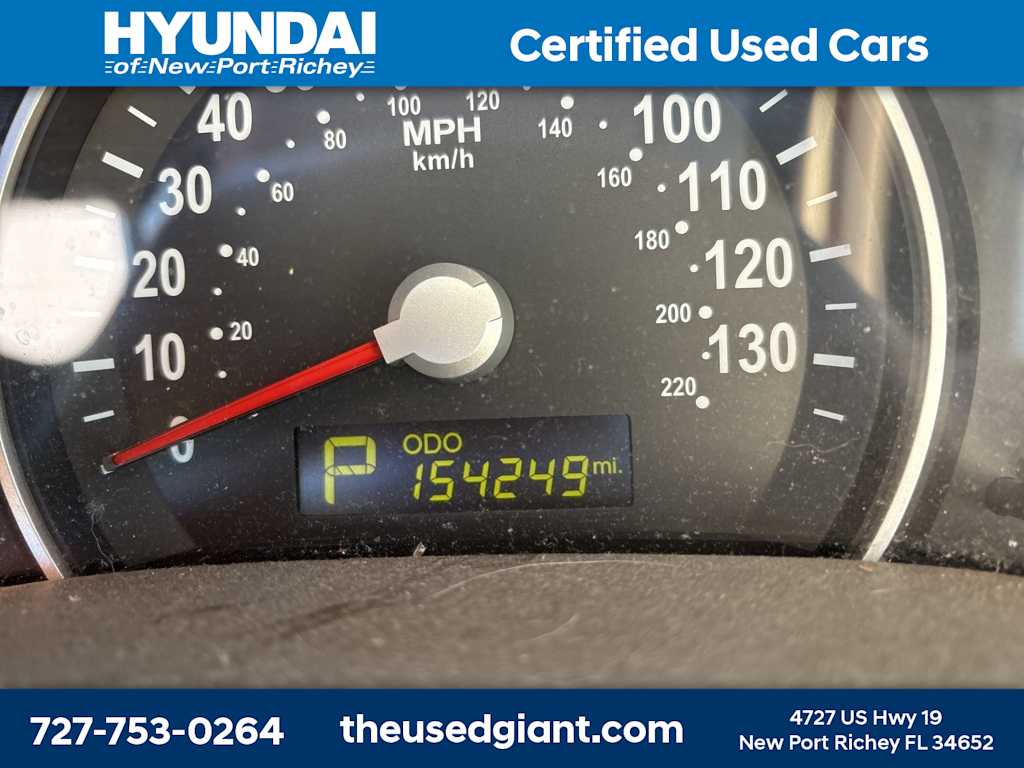 HYUNDAI
of New Port Richey
Certified Used Cars
40
80
100
120
MPH
km/h
140
100
30
60
160
110
20
40
180
120
10
20
200
130
220
0
P
ODO
154249 mi.
727-753-0264
theusedgiant.com
4727 US Hwy 19
New Port Richey FL 34652